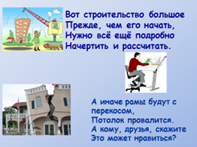 Вот строительство большое
Прежде, чем его начать,
Нужно всё ещё подробно
Начертить и рассчитать.
А иначе рамы будут с
перекосом,
Потолок провалится.
А кому, друзья, скажите
Это может нравиться?